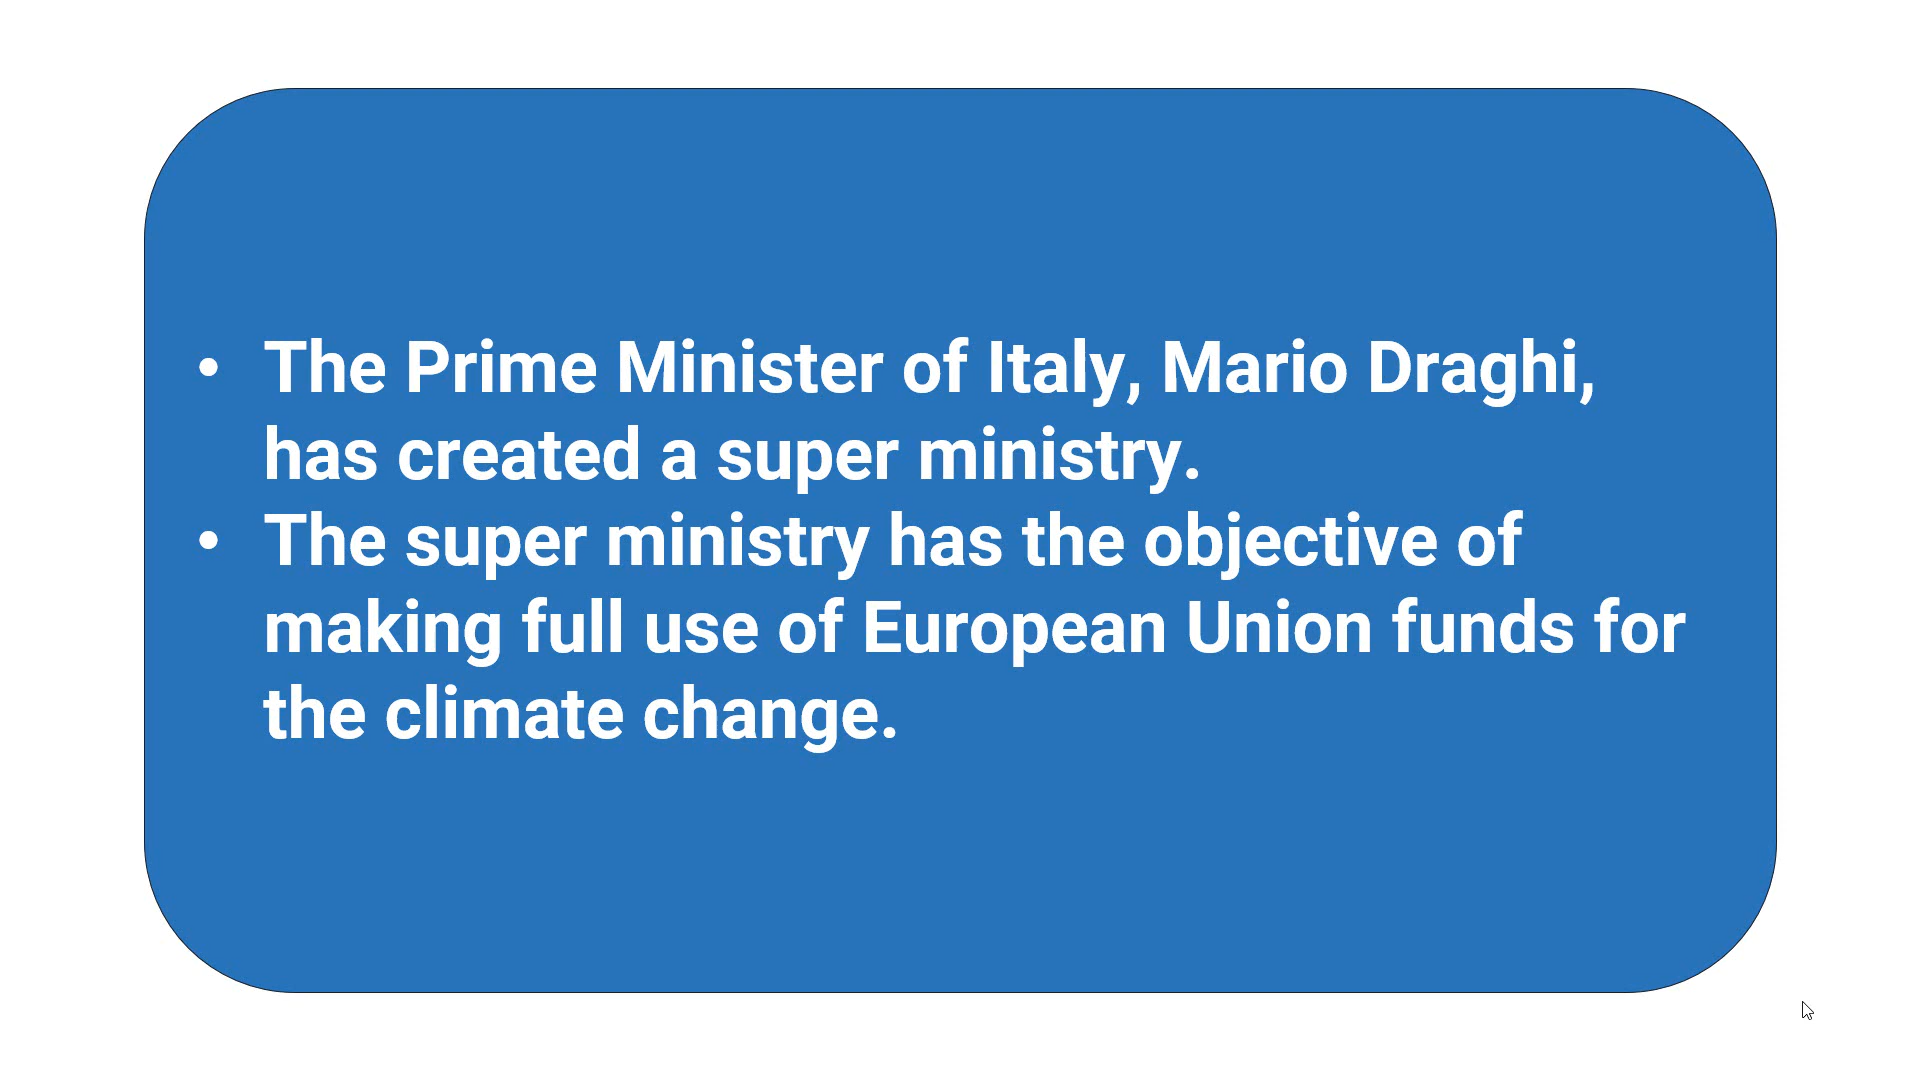 • The Prime Minister of Italy, Mario Draghi,
has created a super ministry.
• The super ministry has the objective of
making full use of European Union funds for
the climate change.